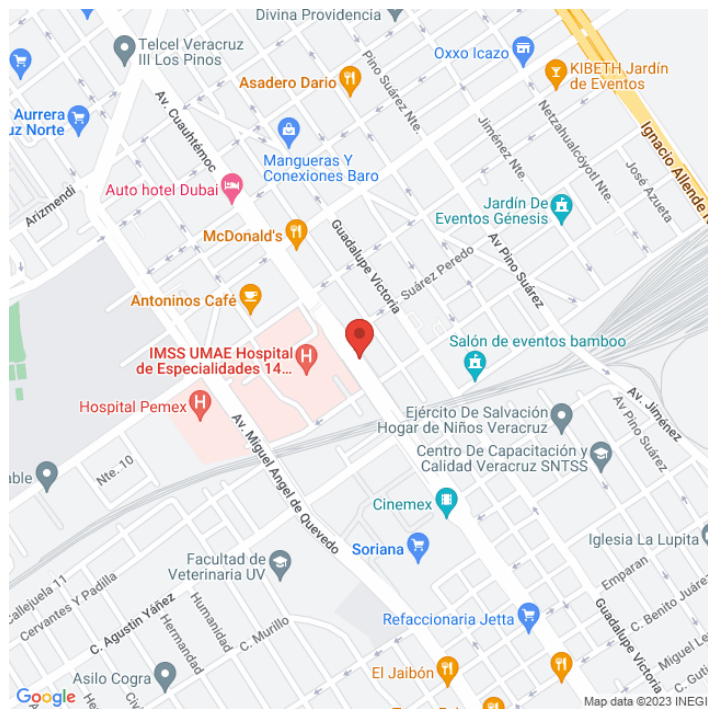 Divina Providencia
Telcel Veracruz
III Los Pinos
Oxxo Icazo
Asadero Dario
KIBETH Jardín
de Eventos
Pino Suárez Nte.
Aurrera
uz Norte
Av. Cuauhtémoc
Netzahualcóyotl Nte.
Jiménez Nte.
Ignacio Allende N
Mangueras Y
Conexiones Baro
José Azueta
Auto hotel Dubai
Arizmendi
Jardín De
Eventos Génesis
McDonald's
Guadalupe Victoria
Av Pino Suárez
Suárez Peredo
Antoninos Café
Salón de eventos bamboo
IMSS UMAE Hospital
de Especialidades 14...
Hospital Pemex
Av. Jiménez
Av Pino Suárez
Ejército De Salvación
Hogar de Niños Veracruz
Av. Miguel Angel de Quevedo
Centro De Capacitación y
Calidad Veracruz SNTSS
able
Nte. 10
Cinemex
Soriana
Iglesia La Lupita
Facultad de
Veterinaria UV
Callejuela 11
Cervantes Y Padilla
Emparan
C. Benito Juárez
C. Agustin Yáñez
Humanidad
Hermandad
C. Murillo
Refaccionaria Jetta
Guadalupe Victoria
Miguel Ler
C. Guti
El Jaibón
Asilo Cogra
Google
Map data ©2023 INEGI